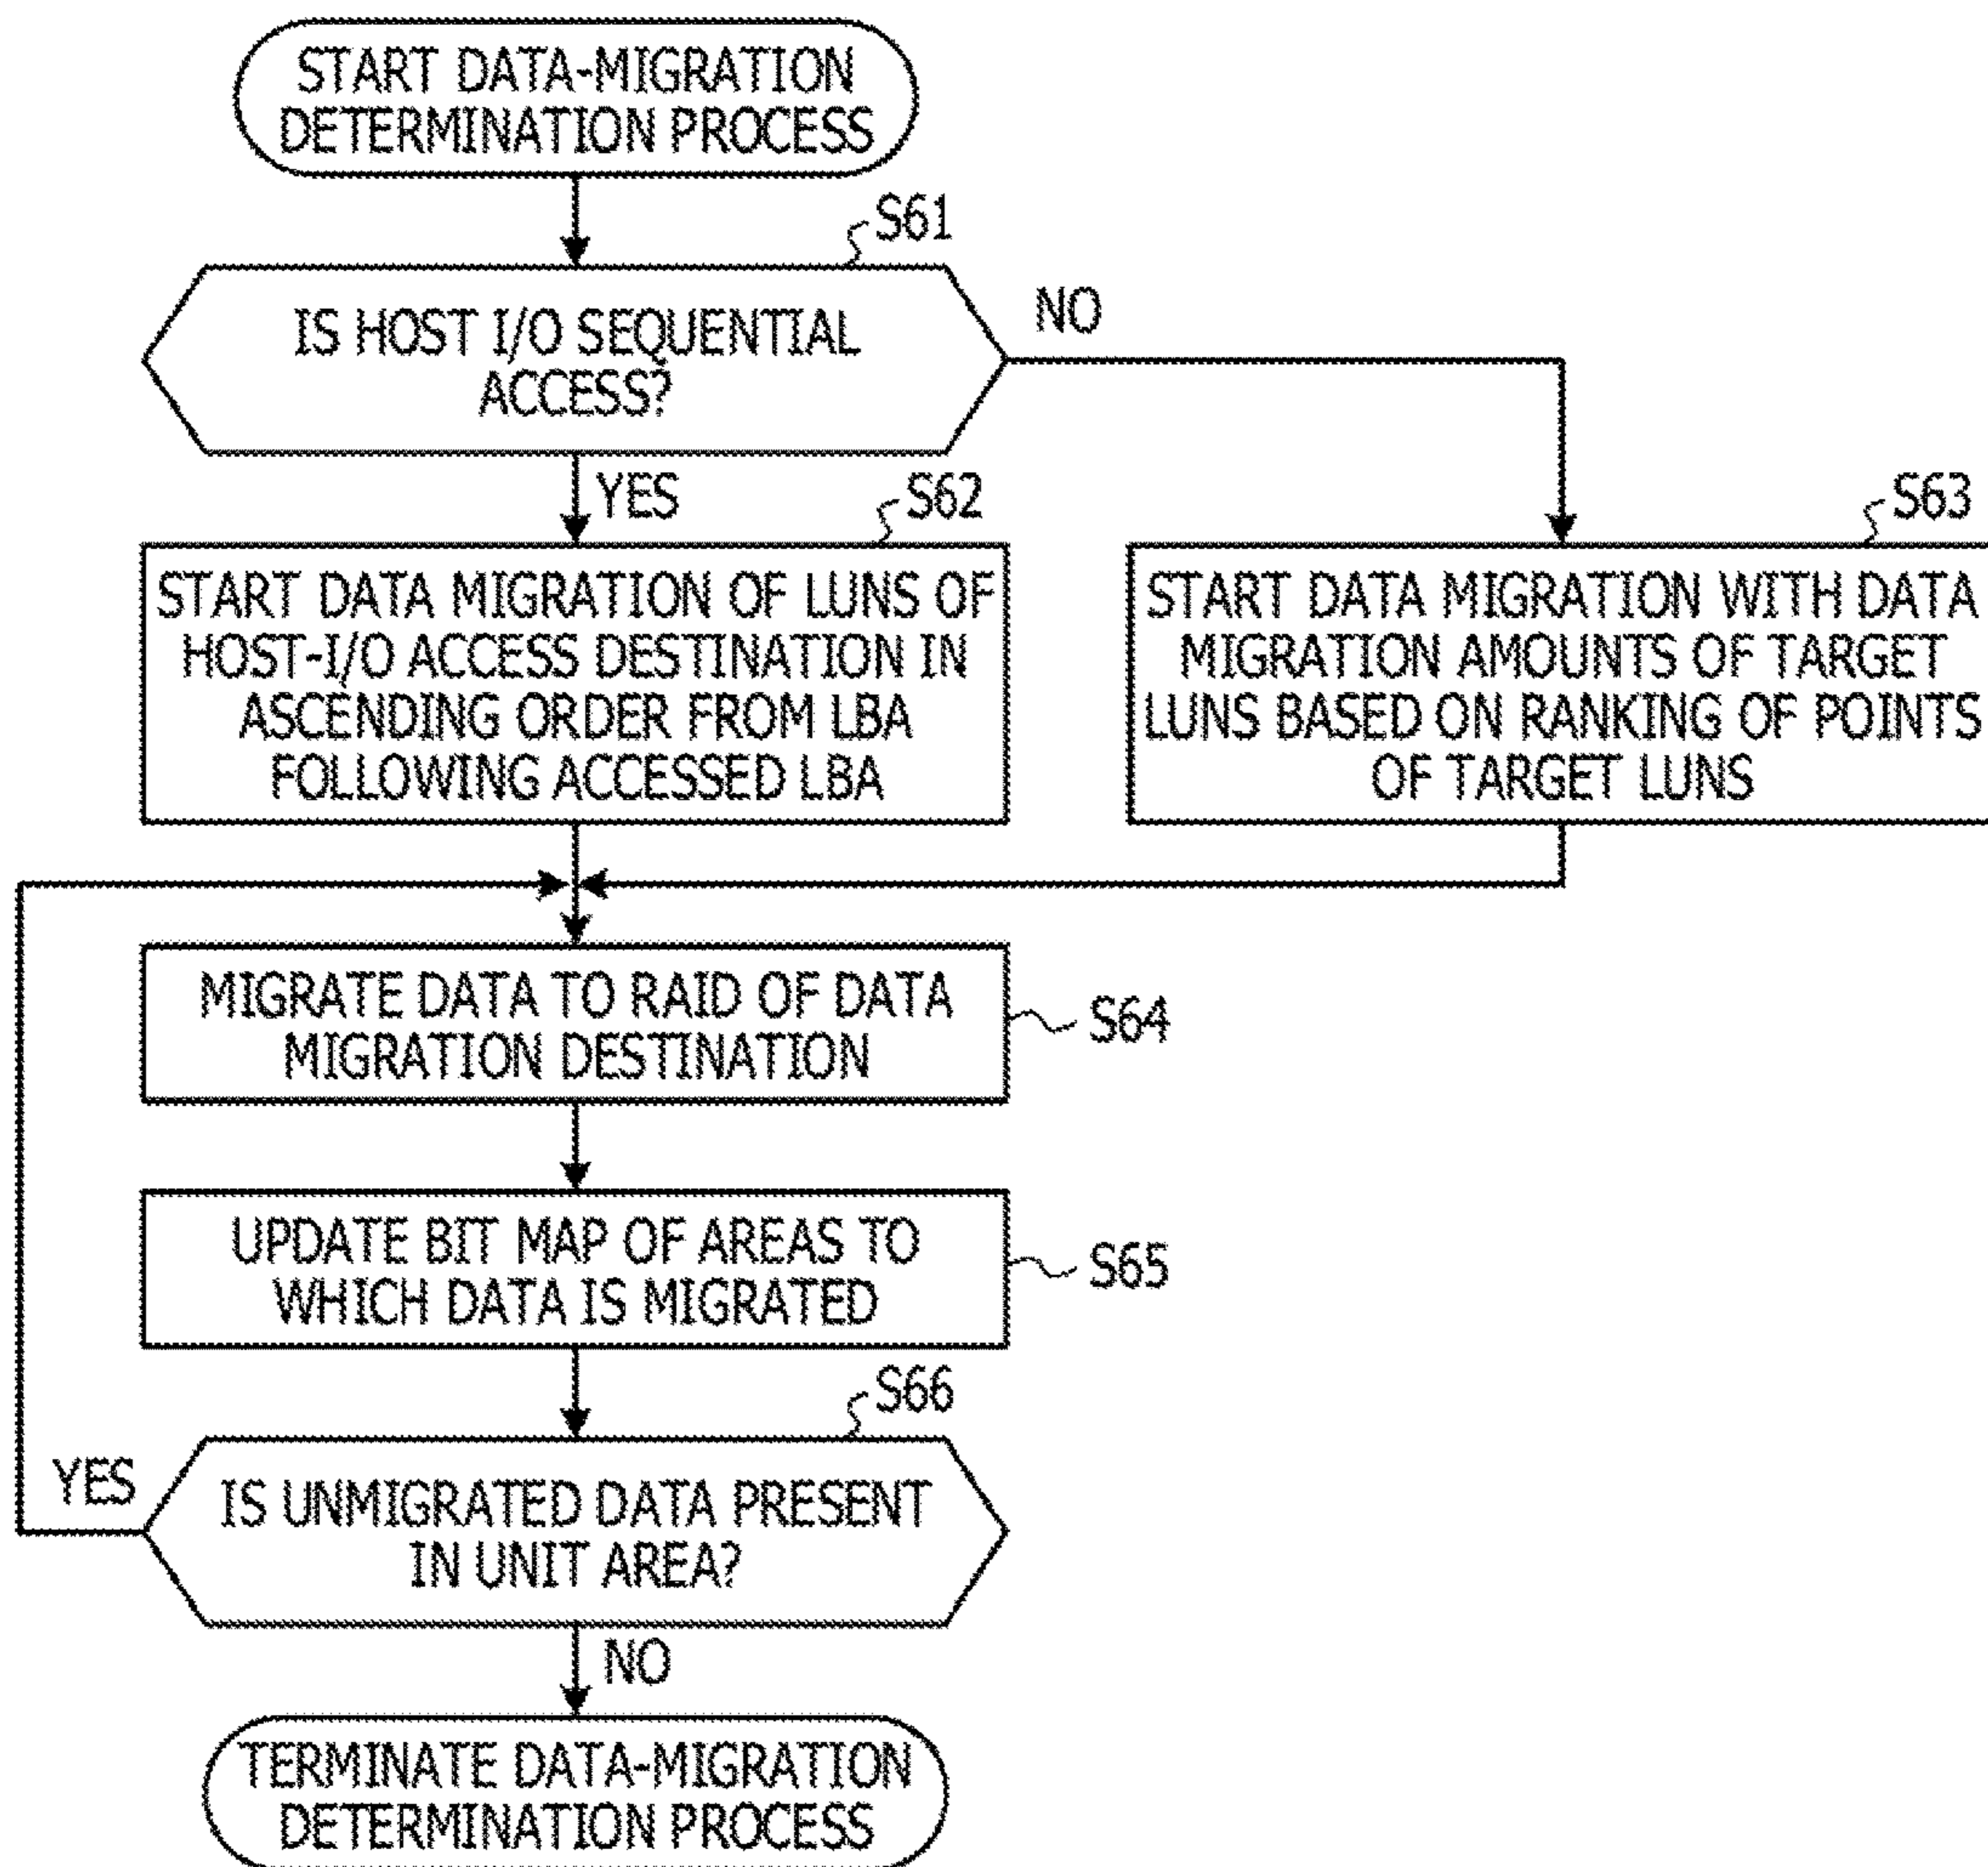 START DATA-MIGRATION
DETERMINATION PROCESS
S61
IS HOST I/O SEQUENTIAL
ACCESS?
NO
YES
S62
START DATA MIGRATION OF LUNS OF
HOST-I/O ACCESS DESTINATION IN
ASCENDING ORDER FROM LBA
FOLLOWING ACCESSED LBA
S63
START DATA MIGRATION WITH DATA
MIGRATION AMOUNTS OF TARGET
LUNS BASED ON RANKING OF POINTS
OF TARGET LUNS
MIGRATE DATA TO RAID OF DATA
MIGRATION DESTINATION
S64
UPDATE BIT MAP OF AREAS TO
WHICH DATA IS MIGRATED
S65
S66
YES
IS UNMIGRATED DATA PRESENT
IN UNIT AREA?
NO
TERMINATE DATA-MIGRATION
DETERMINATION PROCESS